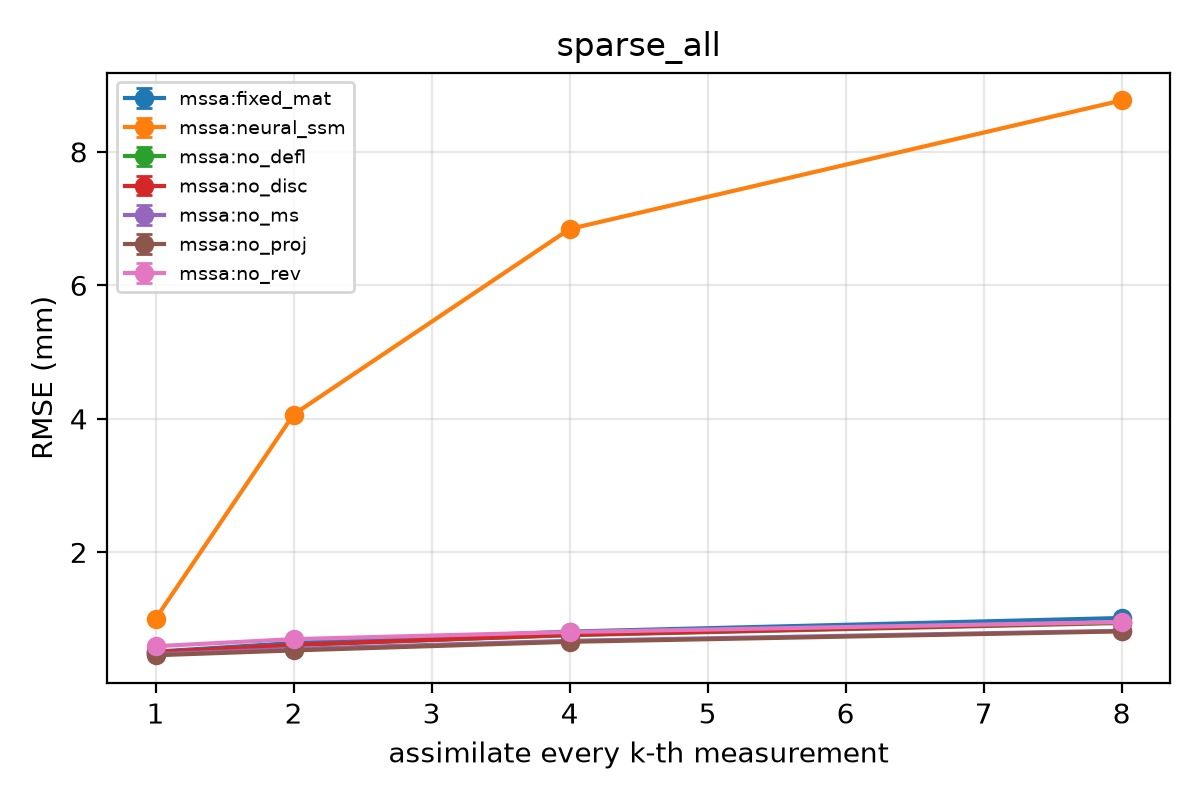 sparse_all
mssa:fixed_mat
mssa:neural_ssm
mssa:no_defl
mssa:no_disc
mssa:no_ms
mssa:no_proj
mssa:no_rev
8
6
4
2
RMSE (mm)
1 2 3 4 5 6 7 8
assimilate every k-th measurement